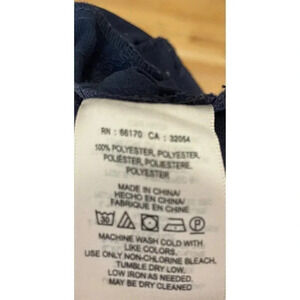 RN : 66170 CA : 32054
100% POLYESTER, POLYESTER,
POLIÉSTER, POLIESTERE,
POLYESTER
MADE IN CHINA/
HECHO EN CHINA/
FABRIQUE EN CHINE
30 P
MACHINE WASH COLD WITH
LIKE COLORS.
USE ONLY NON-CHLORINE BLEACH.
TUMBLE DRY LOW.
LOW IRON AS NEEDED.
MAY BE DRY CLEANED